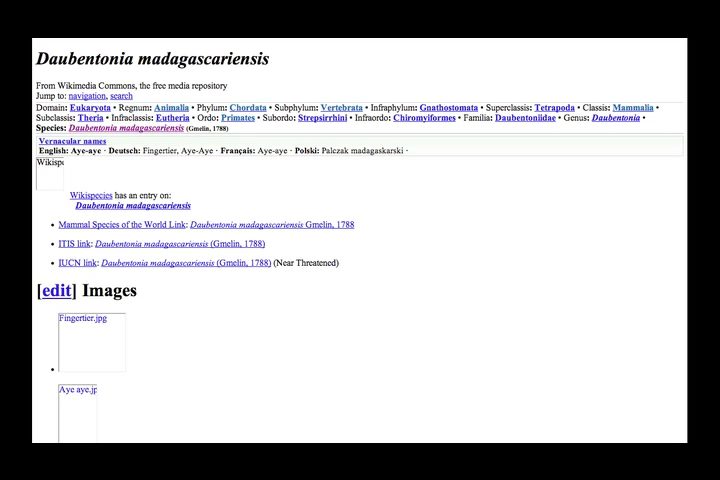 Daubentonia madagascariensis
From Wikimedia Commons, the free media repository
Jump to: navigation, search
Domain: Eukaryota • Regnum: Animalia • Phylum: Chordata • Subphylum: Vertebrata • Infraphylum: Gnathostomata • Superclassis: Tetrapoda • Classis: Mammalia •
Subclassis: Theria • Infraclassis: Eutheria • Ordo: Primates • Subordo: Strepsirrhini • Infraordo: Chiromyiformes • Familia: Daubentoniidae • Genus: Daubentonia •
Species: Daubentonia madagascariensis (Gmelin, 1788)
Vernacular names
English: Aye-aye · Deutsch: Fingertier, Aye-Aye · Français: Aye-aye · Polski: Palczak madagaskarski ·
Wikispe
Wikispecies has an entry on:
Daubentonia madagascariensis
• Mammal Species of the World Link: Daubentonia madagascariensis Gmelin, 1788
• ITIS link: Daubentonia madagascariensis (Gmelin, 1788)
• IUCN link: Daubentonia madagascariensis (Gmelin, 1788) (Near Threatened)
[edit] Images
Fingertier.jpg
•
Aye aye.jp